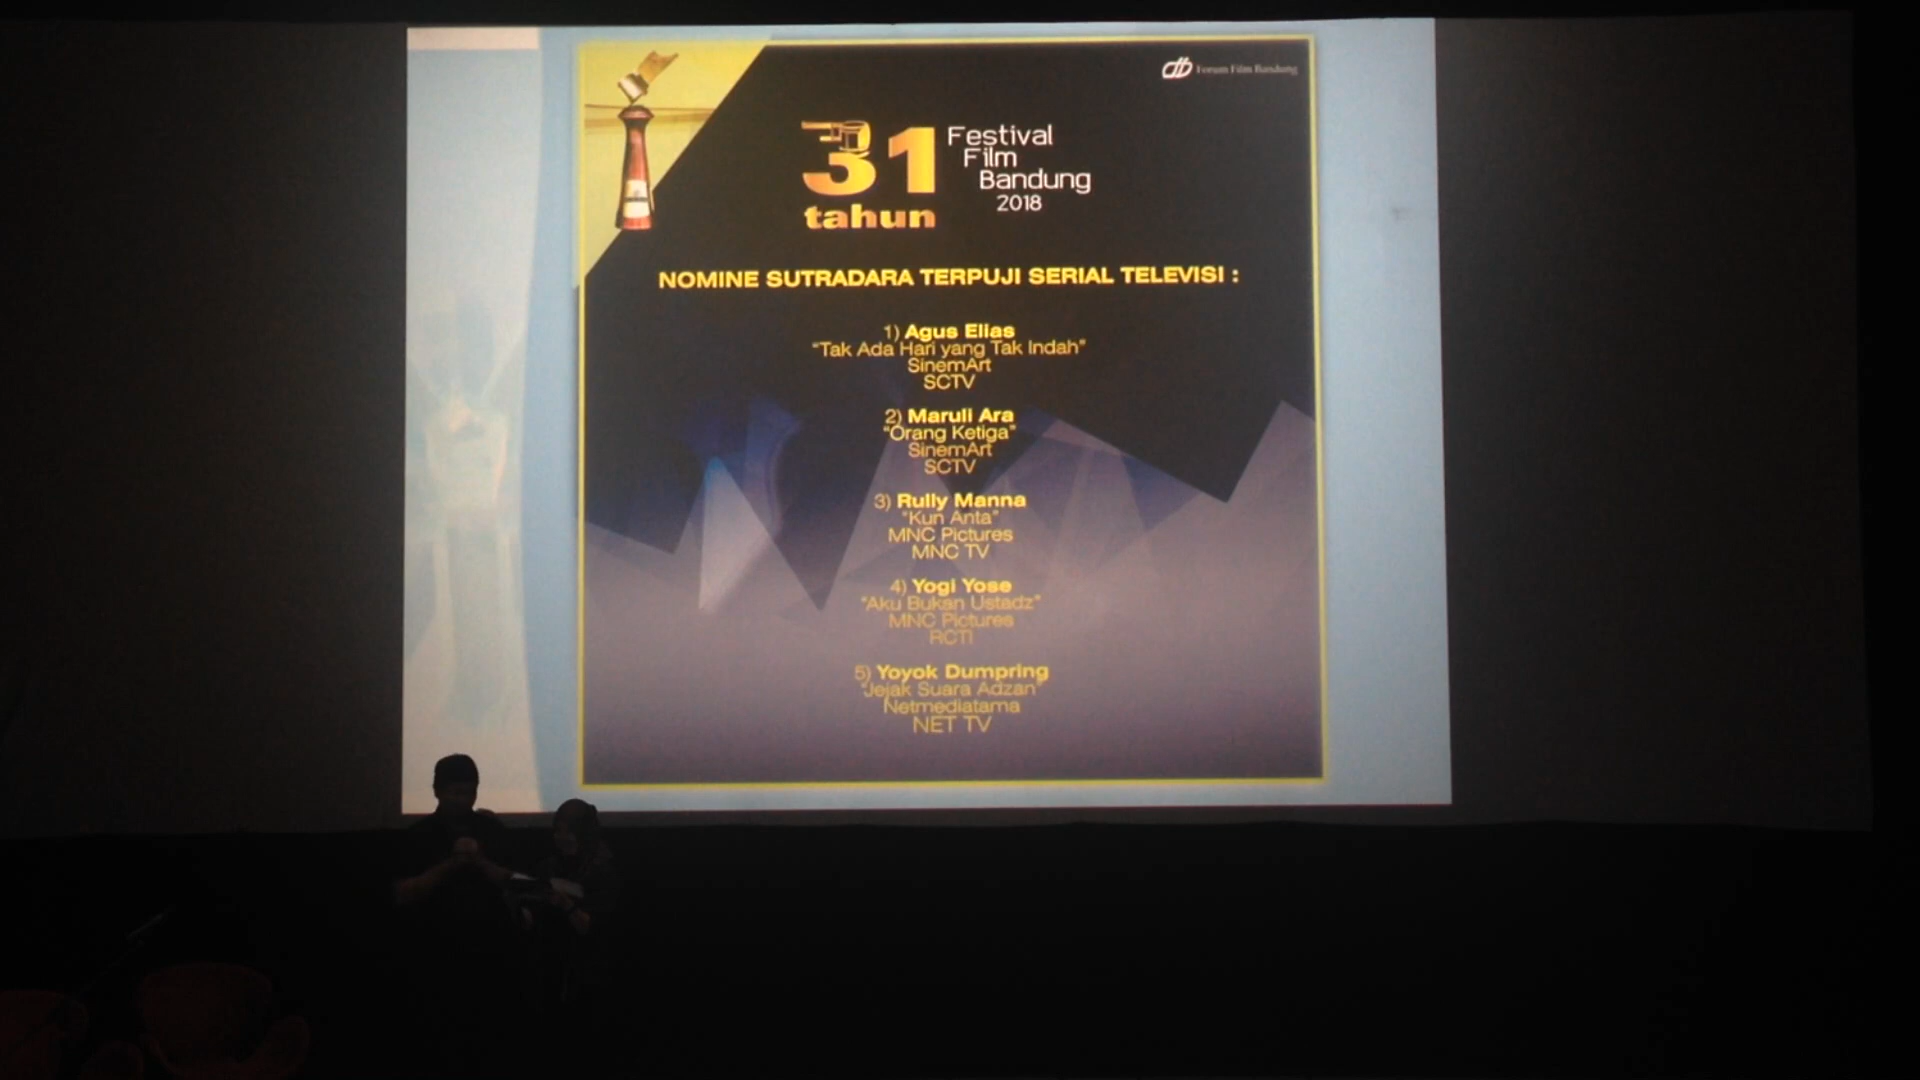 Forum Film Bandung
31 tahun
Festival
Film
Bandung
2018
NOMINE SUTRADARA TERPUJI SERIAL TELEVISI :
1) Agus Elias
"Tak Ada Hari yang Tak Indah"
SinemArt
SCTV
2) Maruli Ara
"Orang Ketiga"
SinemArt
SCTV
3) Rully Manna
"Kun Anta"
MNC Pictures
MNC TV
4) Yogi Yose
"Aku Bukan Ustadz"
MNC Pictures
RCTI
5) Yoyok Dumpring
"Jejak Suara Adzan"
Netmediatama
NET TV